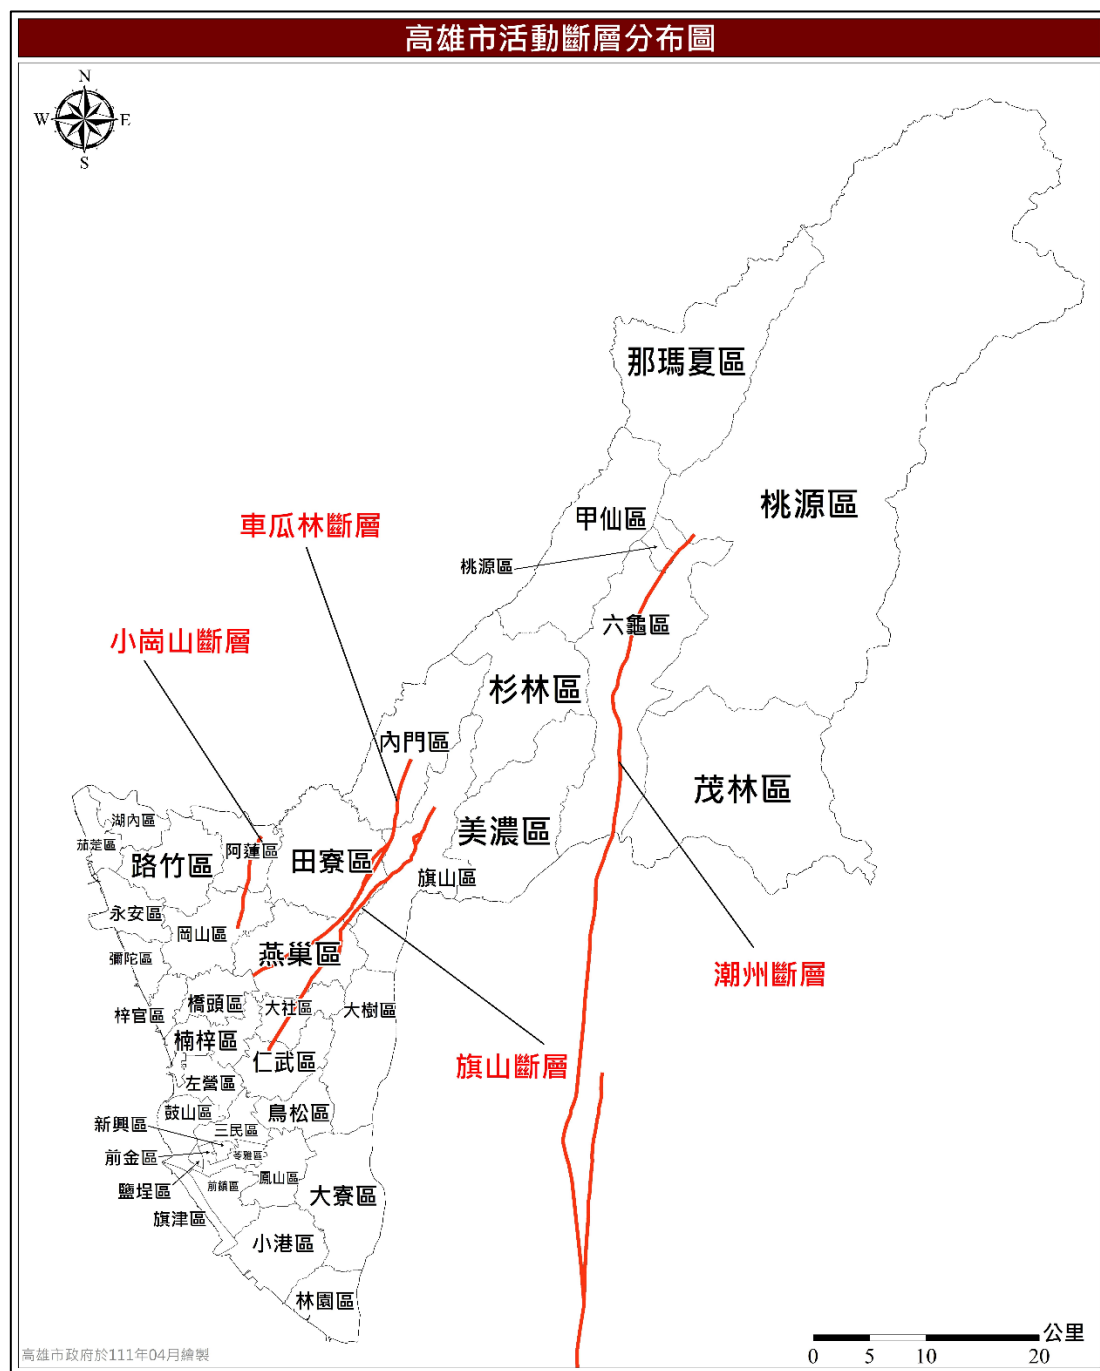 高雄市活動斷層分布圖
N
W
E
S
那瑪夏區
桃源區
甲仙區
車瓜林斷層
桃源區
六龜區
小崗山斷層
杉林區
內門區
茂林區
湖內區
美濃區
茄萣區
阿蓮區
路竹區
田寮區
旗山區
永安區
岡山區
燕巢區
彌陀區
潮州斷層
橋頭區
大社區
大樹區
梓官區
楠梓區
仁武區
旗山斷層
左營區
鼓山區
鳥松區
新興區
三民區
前金區
苓雅區
鹽埕區
前鎮區
鳳山區
大寮區
旗津區
小港區
林園區
公里
0 5 10 20
高雄市政府於111年04月繪製